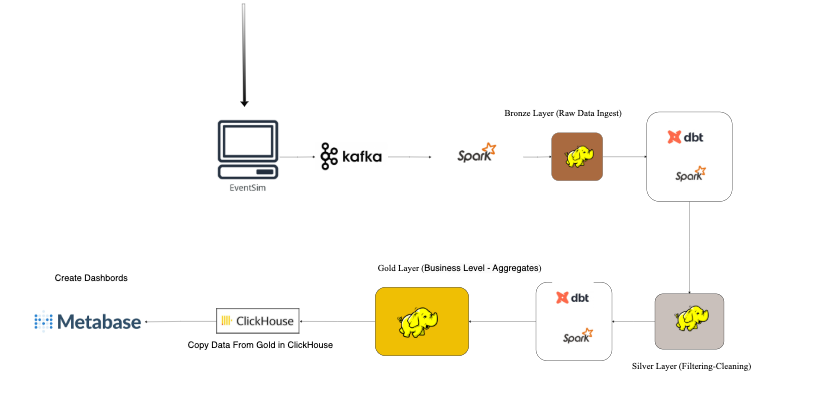 Bronze Layer (Raw Data Ingest)
dbt
Spark
EventSim
kafka
Spark
Gold Layer (Business Level - Aggregates)
Create Dashbords
dbt
Spark
Metabase
ClickHouse
Copy Data From Gold in ClickHouse
Silver Layer (Filtering-Cleaning)